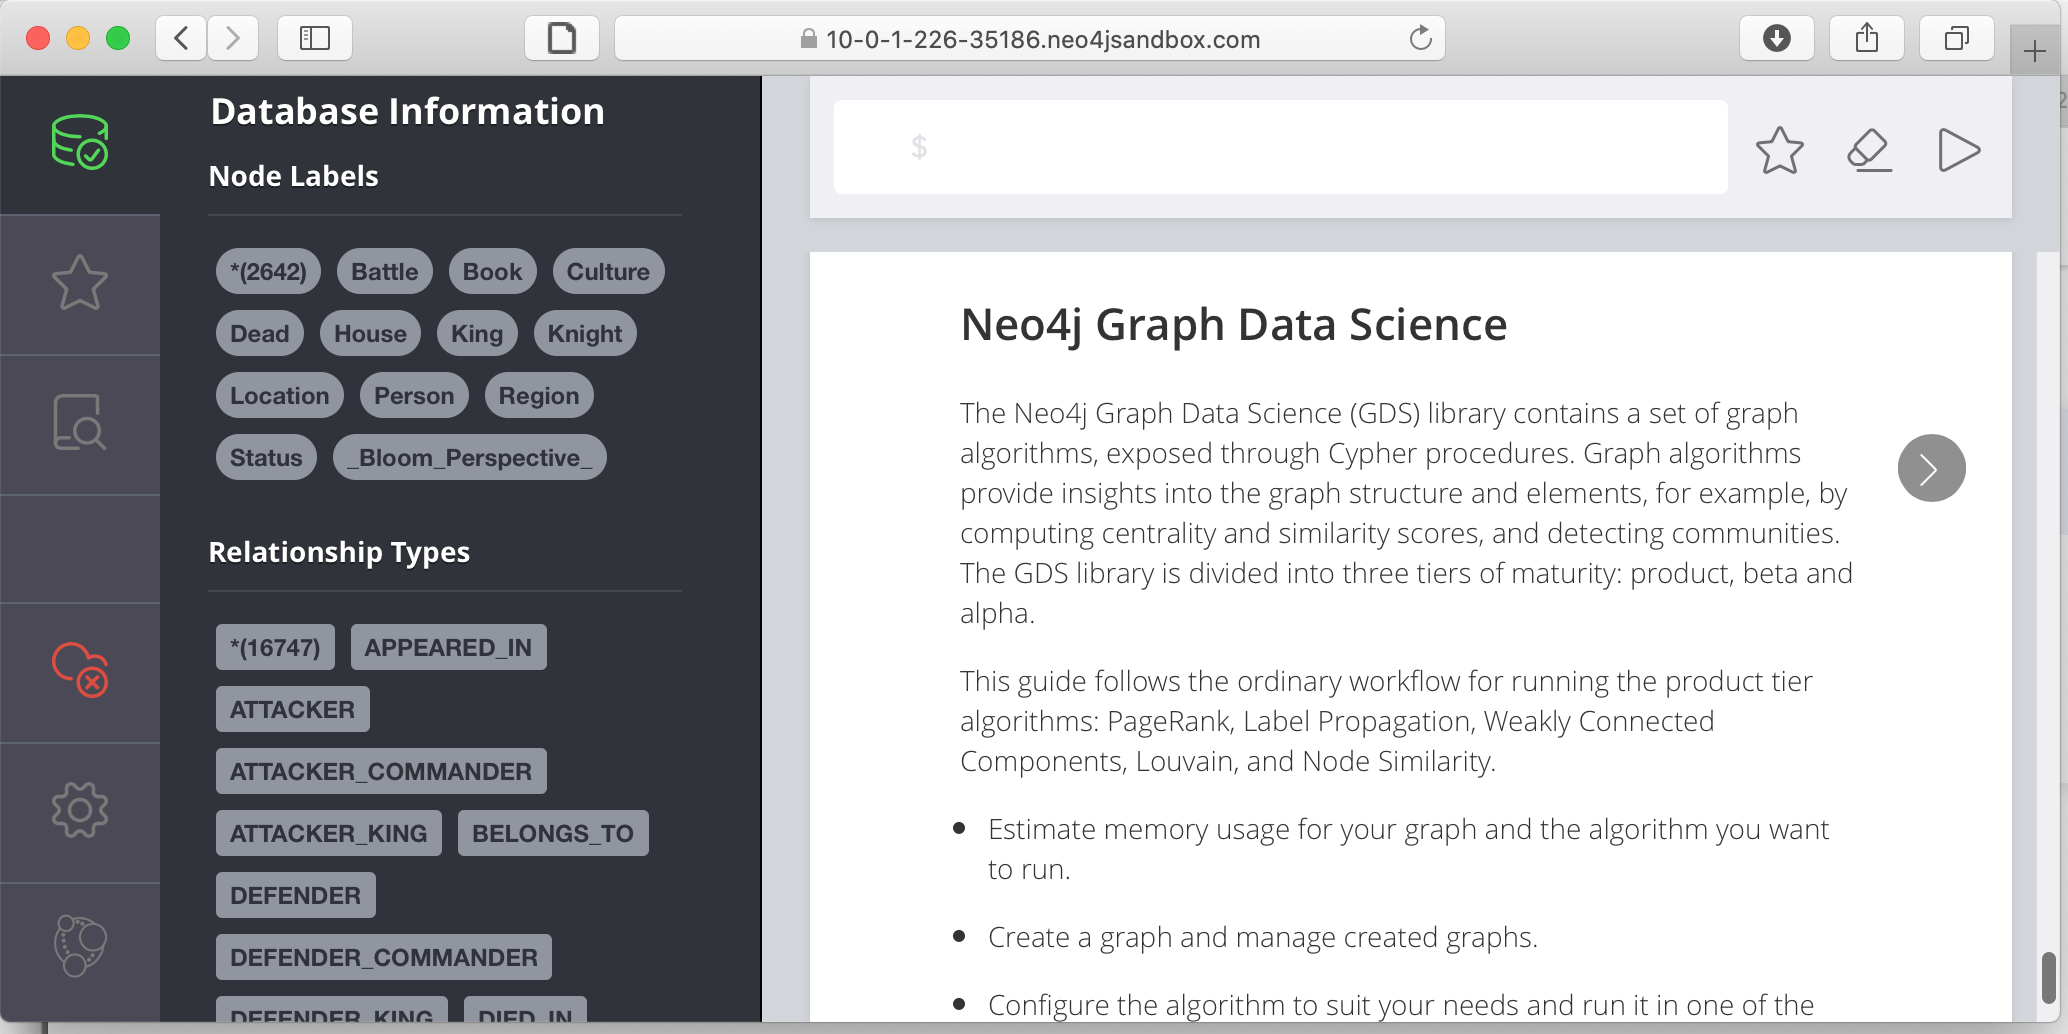 10-0-1-226-35186.neo4jsandbox.com
Database Information
Node Labels
*(2642) Battle Book Culture
Dead House King Knight
Location Person Region
Status _Bloom_Perspective_
Relationship Types
*(16747) APPEARED_IN
ATTACKER
ATTACKER_COMMANDER
ATTACKER_KING BELONGS_TO
DEFENDER
DEFENDER_COMMANDER
DEFENDER_KING DIED_IN
$
Neo4j Graph Data Science
The Neo4j Graph Data Science (GDS) library contains a set of graph
algorithms, exposed through Cypher procedures. Graph algorithms
provide insights into the graph structure and elements, for example, by
computing centrality and similarity scores, and detecting communities.
The GDS library is divided into three tiers of maturity: product, beta and
alpha.
This guide follows the ordinary workflow for running the product tier
algorithms: PageRank, Label Propagation, Weakly Connected
Components, Louvain, and Node Similarity.
• Estimate memory usage for your graph and the algorithm you want
to run.
• Create a graph and manage created graphs.
• Configure the algorithm to suit your needs and run it in one of the